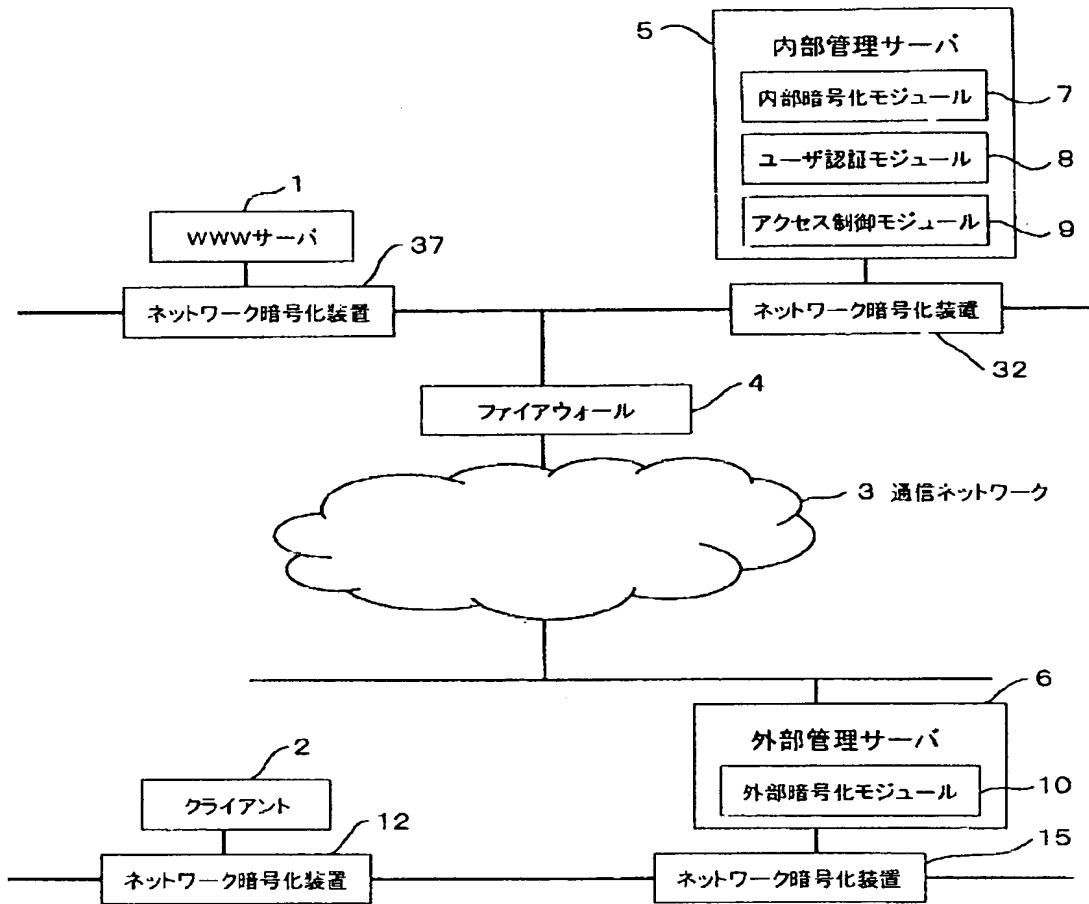 5
内部管理サーバ
内部暗号化モジュール
7
ユーザ認証モジュール
8
アクセス制御モジュール
9
1
WWWサーバ
37
ネットワーク暗号化装置
ネットワーク暗号化装置
32
4
ファイアウォール
3 通信ネットワーク
6
外部管理サーバ
外部暗号化モジュール
10
2
クライアント
12
15
ネットワーク暗号化装置
ネットワーク暗号化装置